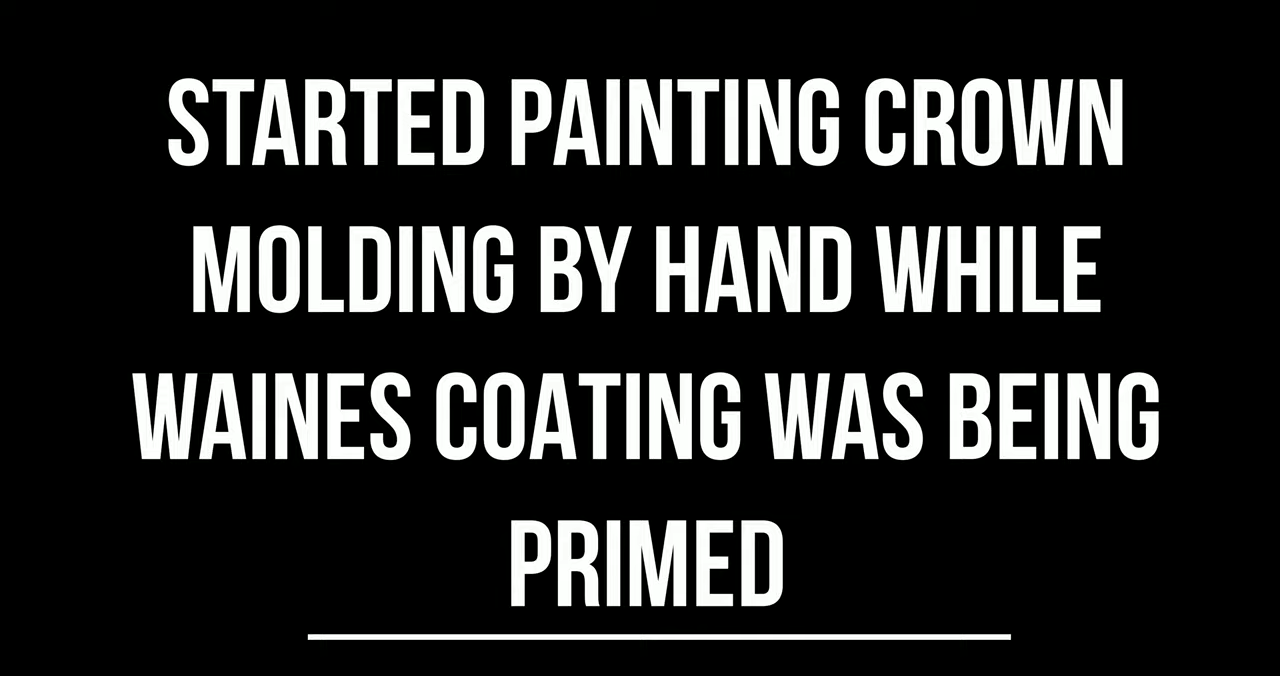 STARTED PAINTING CROWN
MOLDING BY HAND WHILE
WAINES COATING WAS BEING
PRIMED